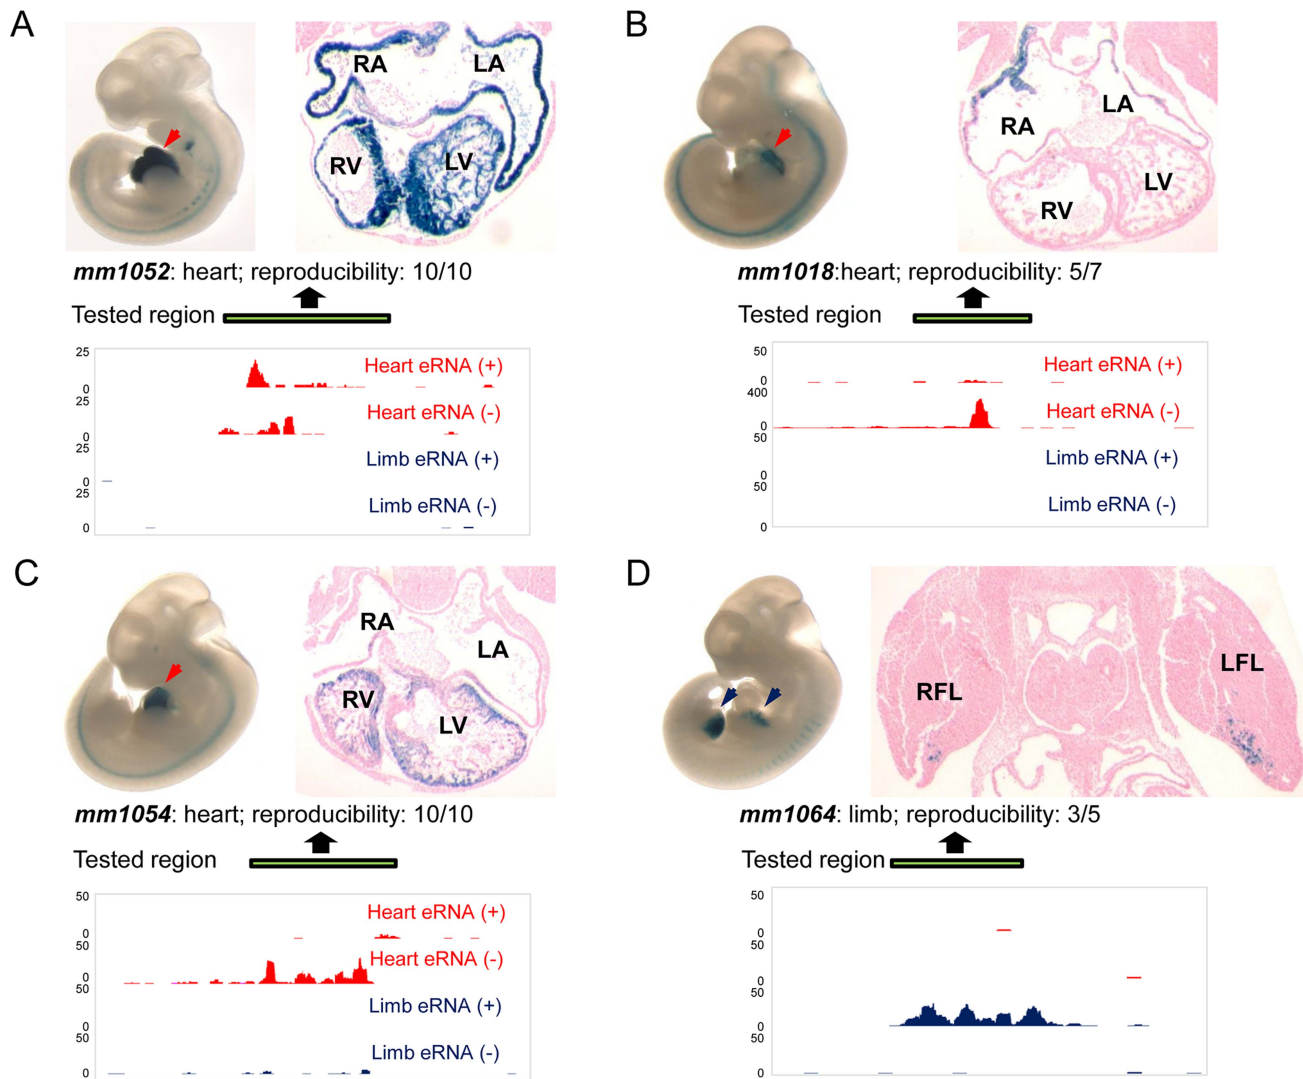 A
RA
LA
RV
LV
mm1052: heart; reproducibility: 10/10
Tested region
25
Heart eRNA (+)
0
25
Heart eRNA (-)
0
25
Limb eRNA (+)
0
25
Limb eRNA (-)
0
B
RA
LA
RV
LV
mm1018:heart; reproducibility: 5/7
Tested region
50
Heart eRNA (+)
0
400
Heart eRNA (-)
0
50
Limb eRNA (+)
0
50
Limb eRNA (-)
0
C
RA
LA
RV
LV
mm1054: heart; reproducibility: 10/10
Tested region
50
Heart eRNA (+)
0
50
Heart eRNA (-)
0
50
Limb eRNA (+)
0
50
Limb eRNA (-)
0
D
RFL
LFL
mm1064: limb; reproducibility: 3/5
Tested region
50
0
50
0
50
0
50
0